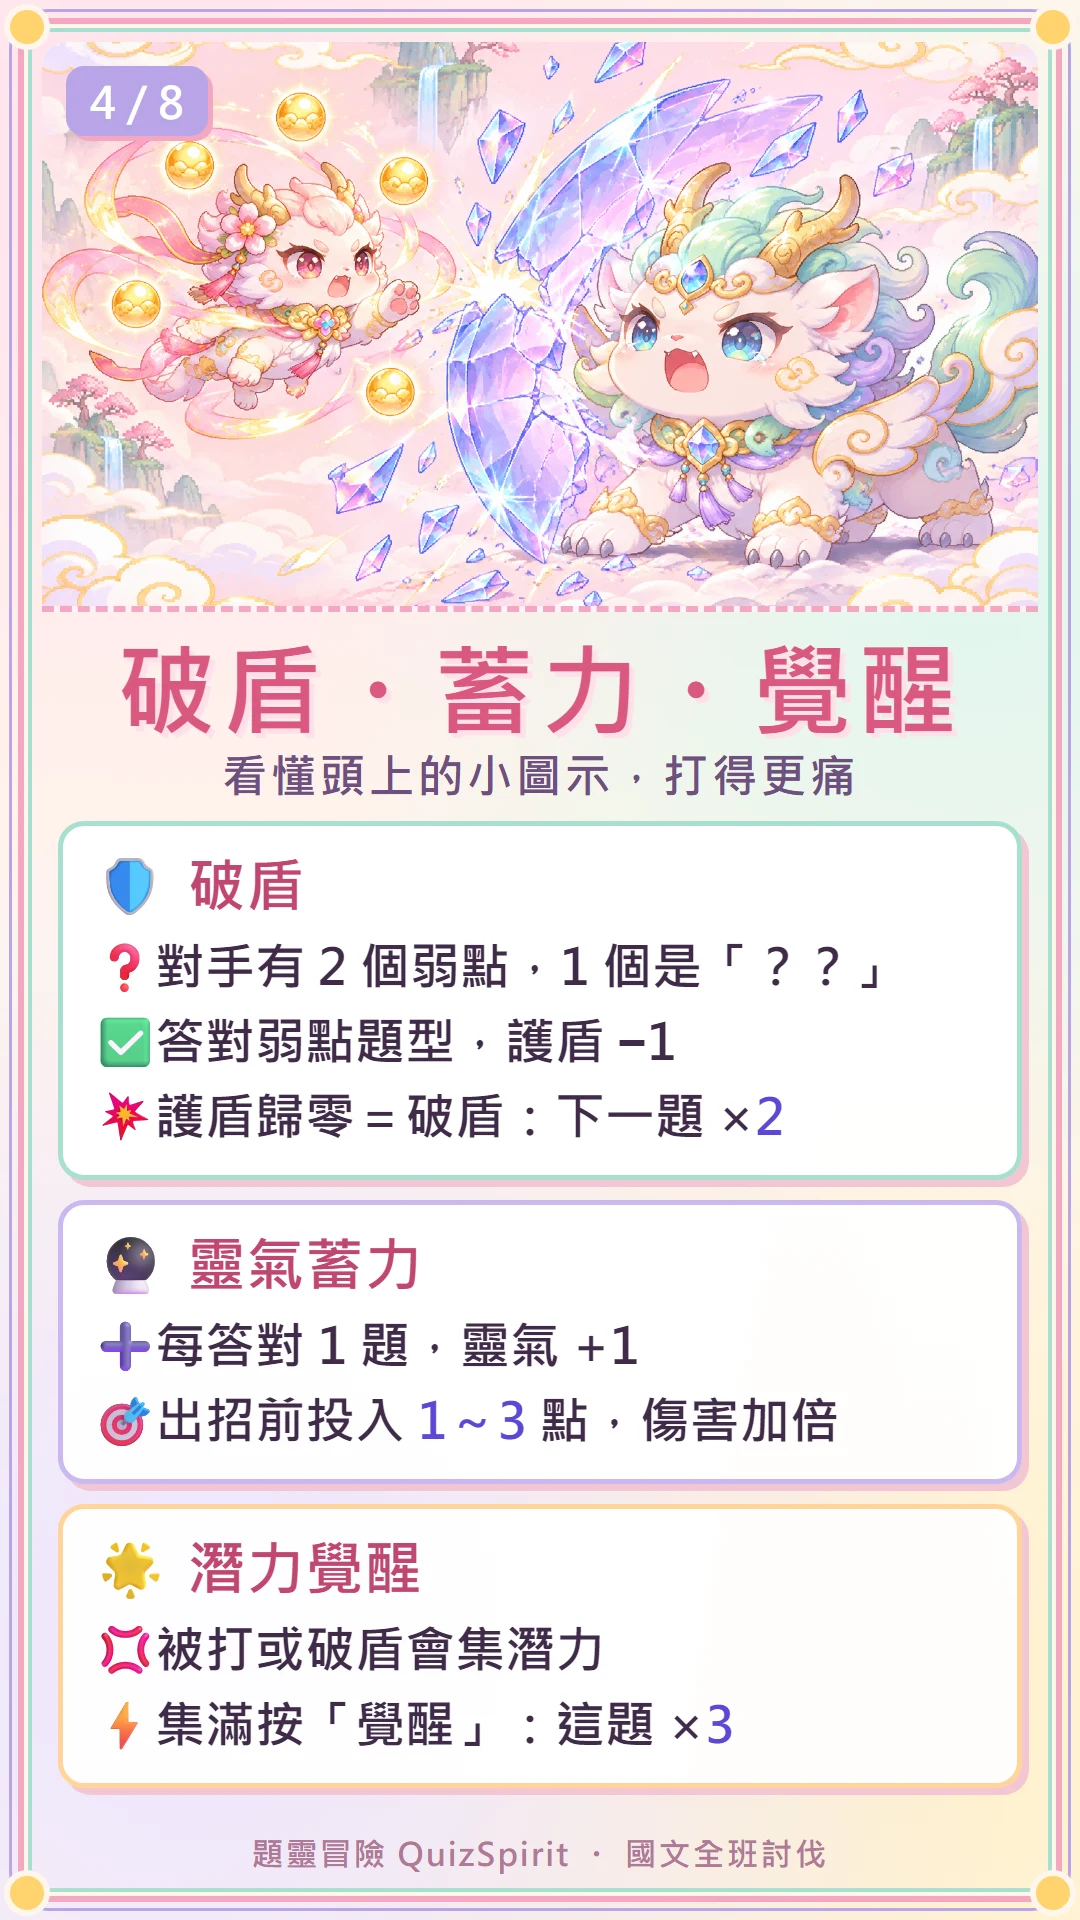 4/8
破盾·蓄力·覺醒
看懂頭上的小圖示，打得更痛
破盾
❓對手有 2 個弱點，1 個是「？？」
✅答對弱點題型，護盾 −1
💥護盾歸零 = 破盾：下一題 ×2
靈氣蓄力
➕每答對 1 題，靈氣 +1
🎯出招前投入 1~3 點，傷害加倍
潛力覺醒
💢被打或破盾會集潛力
⚡集滿按「覺醒」：這題 ×3
題靈冒險 QuizSpirit · 國文全班討伐